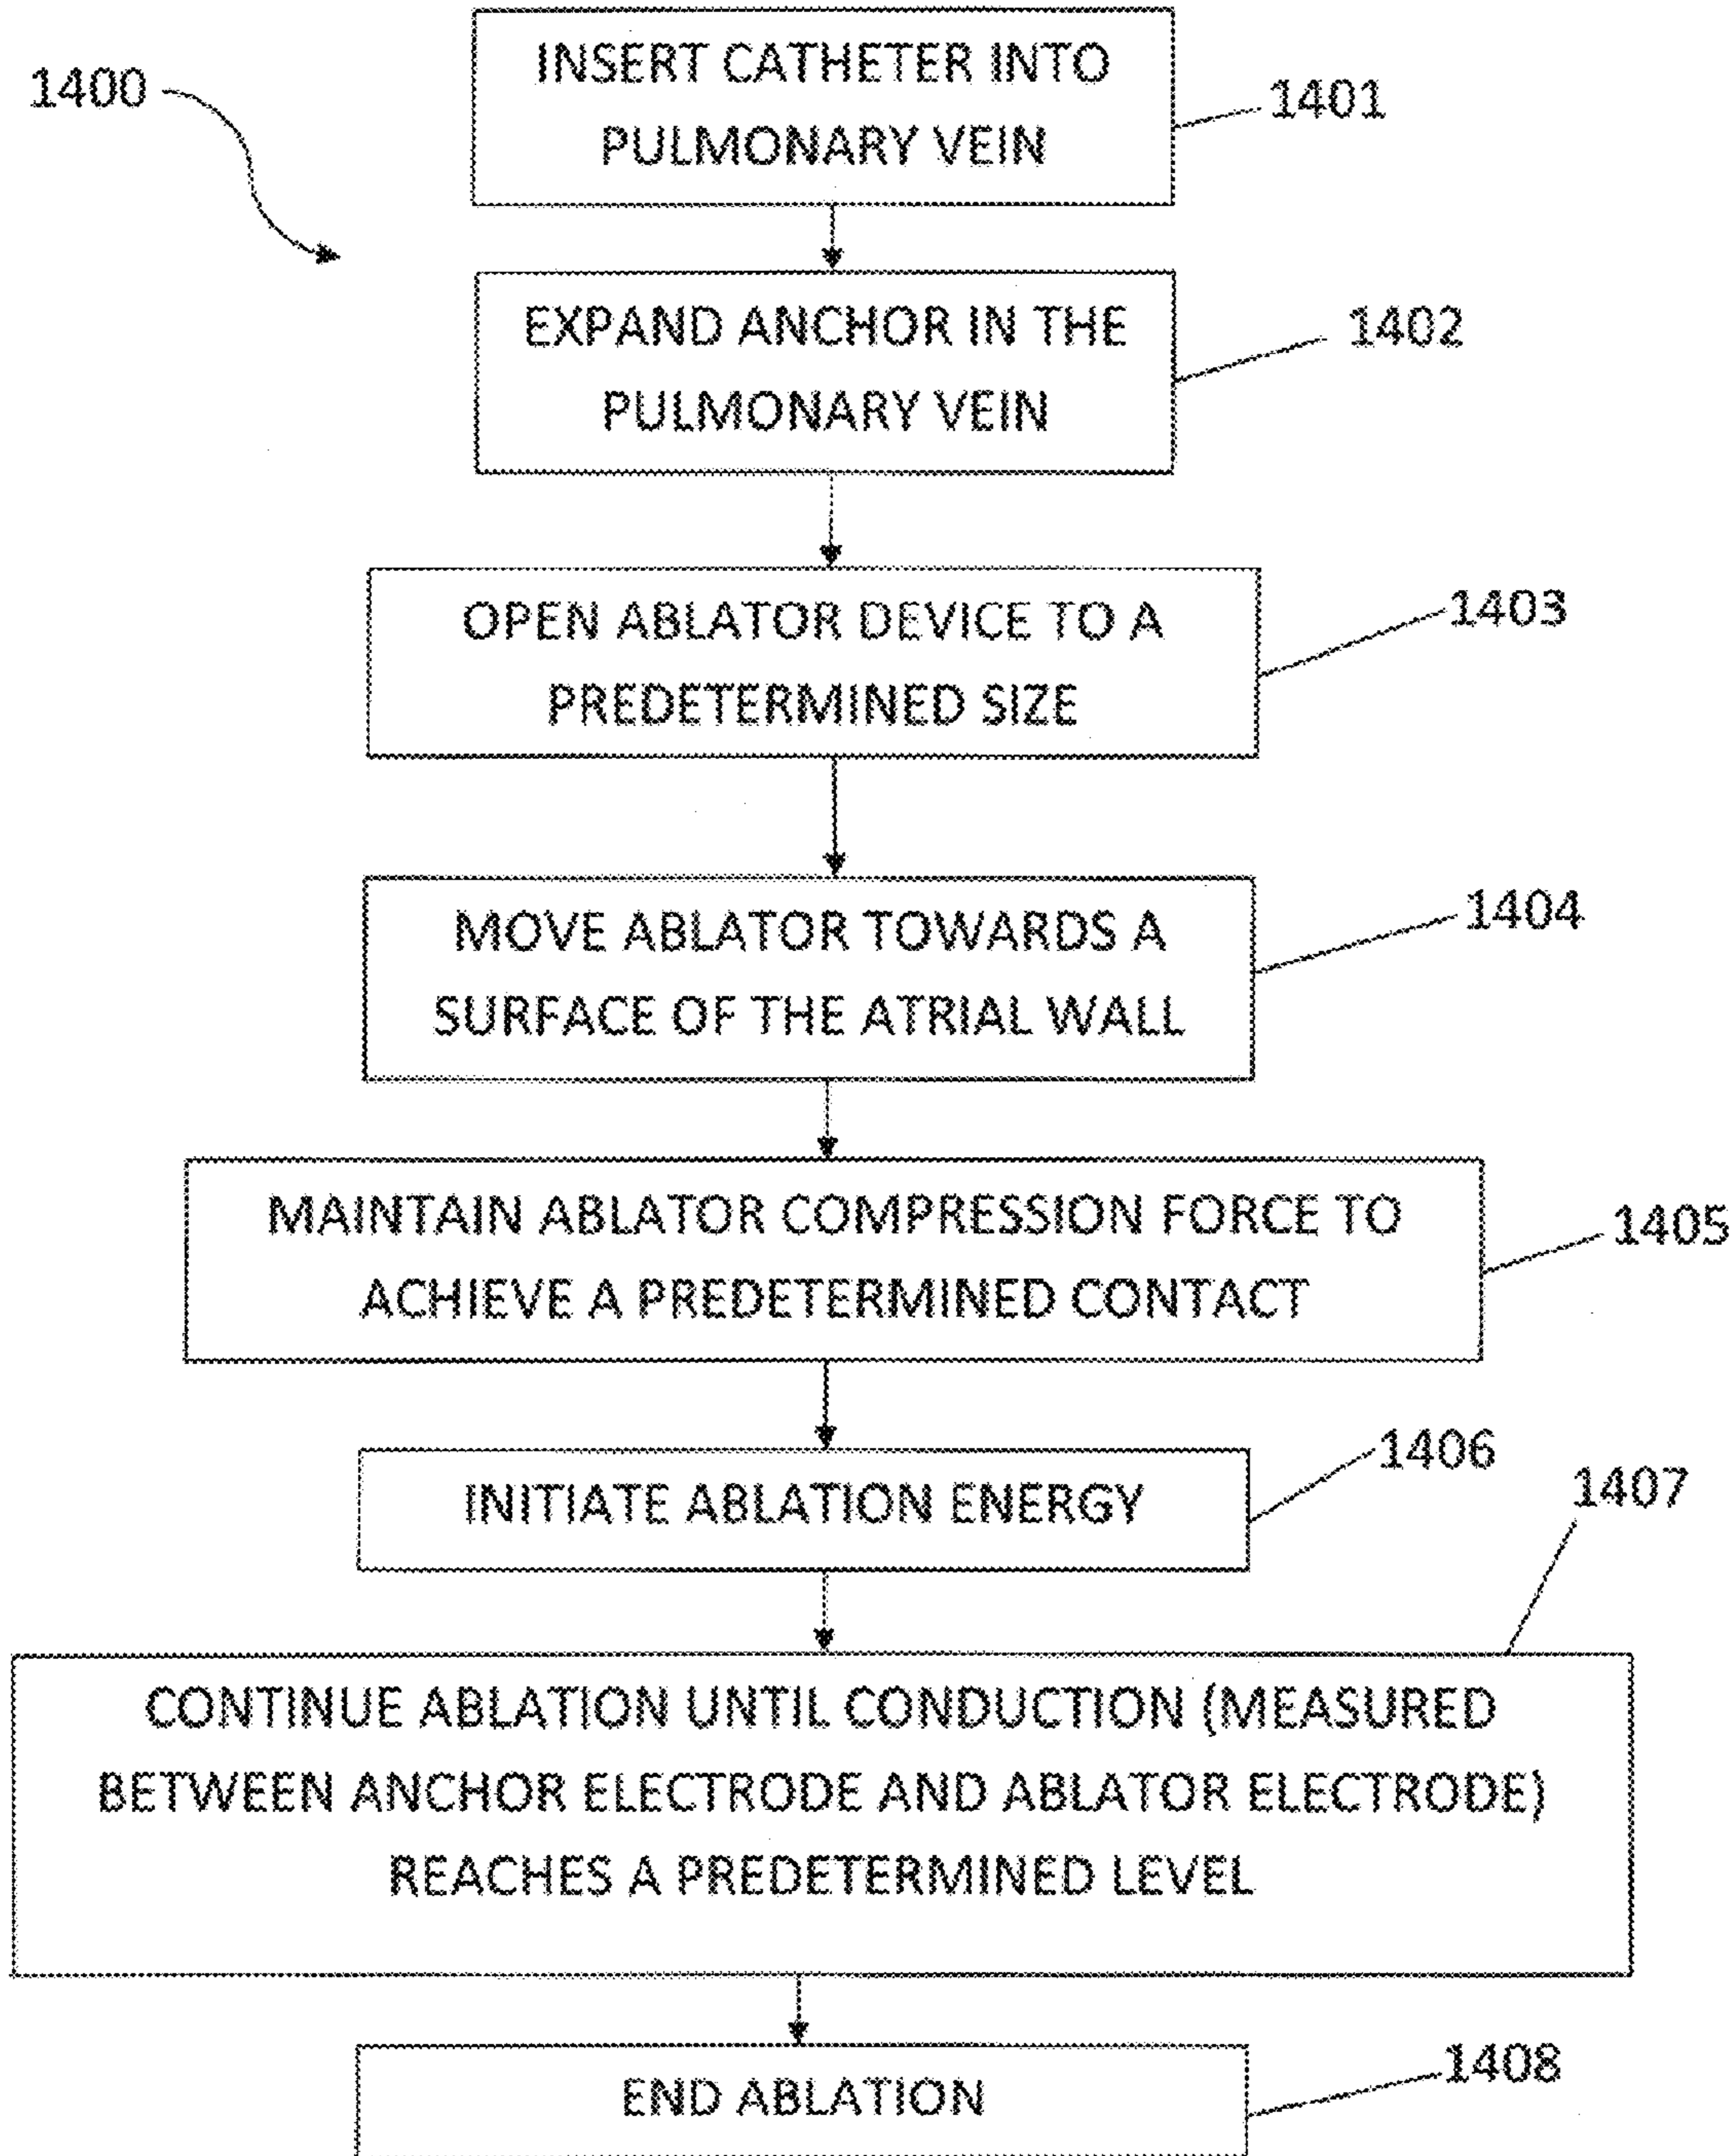 1400
INSERT CATHETER INTO
PULMONARY VEIN
1401
EXPAND ANCHOR IN THE
PULMONARY VEIN
1402
OPEN ABLATOR DEVICE TO A
PREDETERMINED SIZE
1403
MOVE ABLATOR TOWARDS A
SURFACE OF THE ATRIAL WALL
1404
MAINTAIN ABLATOR COMPRESSION FORCE TO
ACHIEVE A PREDETERMINED CONTACT
1405
INITIATE ABLATION ENERGY
1406
1407
CONTINUE ABLATION UNTIL CONDUCTION (MEASURED
BETWEEN ANCHOR ELECTRODE AND ABLATOR ELECTRODE)
REACHES A PREDETERMINED LEVEL
END ABLATION
1408